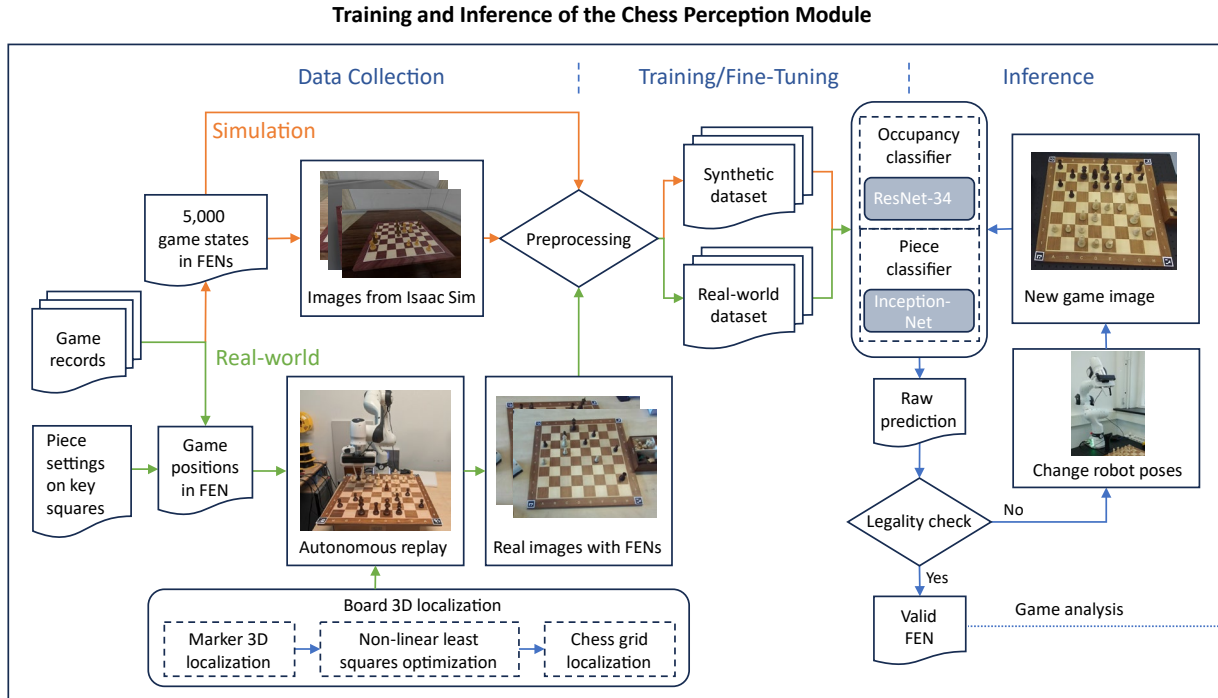 Training and Inference of the Chess Perception Module
Data Collection
Training/Fine-Tuning
Inference
Simulation
5,000
game states
in FENs
Images from Isaac Sim
Preprocessing
Synthetic
dataset
Real-world
dataset
Occupancy
classifier
ResNet-34
Piece
classifier
Inception-
Net
New game image
Game
records
Real-world
Piece
settings
on key
squares
Game
positions
in FEN
Autonomous replay
Real images with FENs
Raw
prediction
Change robot poses
Legality check
No
Yes
Valid
FEN
Game analysis
Board 3D localization
Marker 3D
localization
Non-linear least
squares optimization
Chess grid
localization